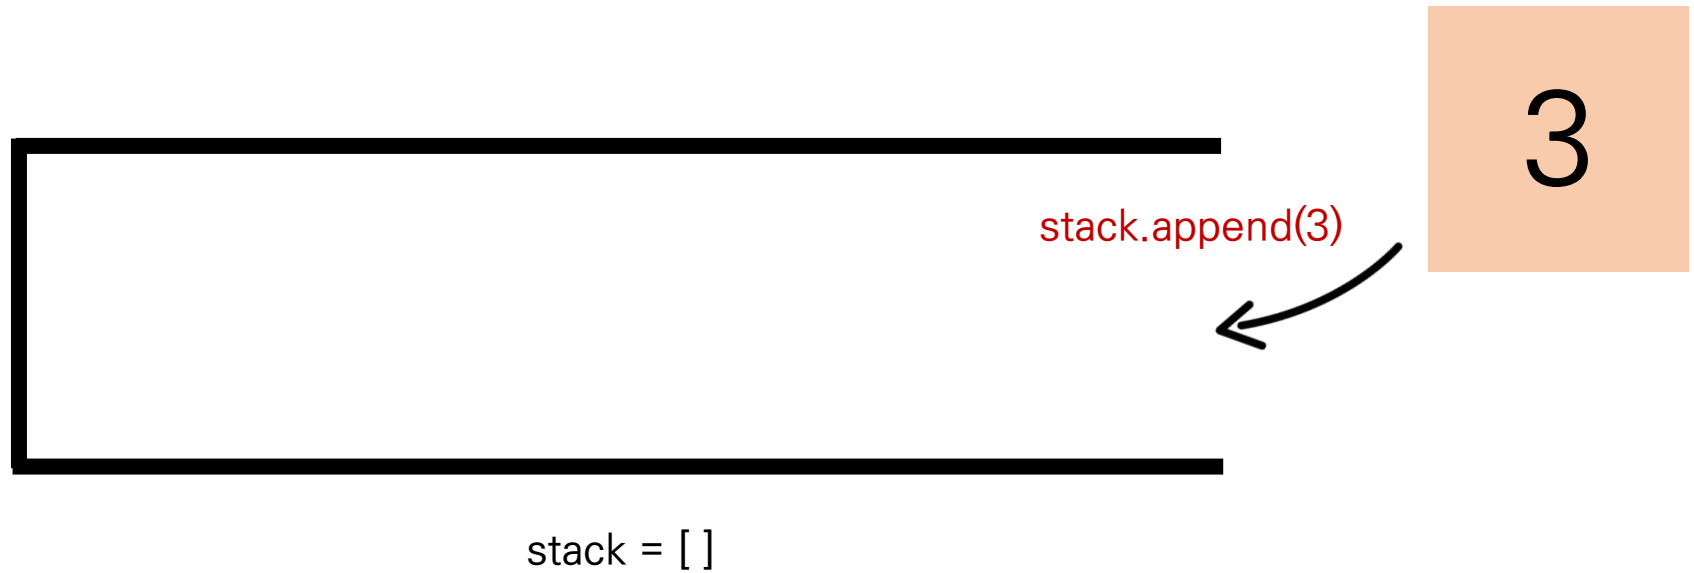 3
stack.append(3)
stack = [ ]